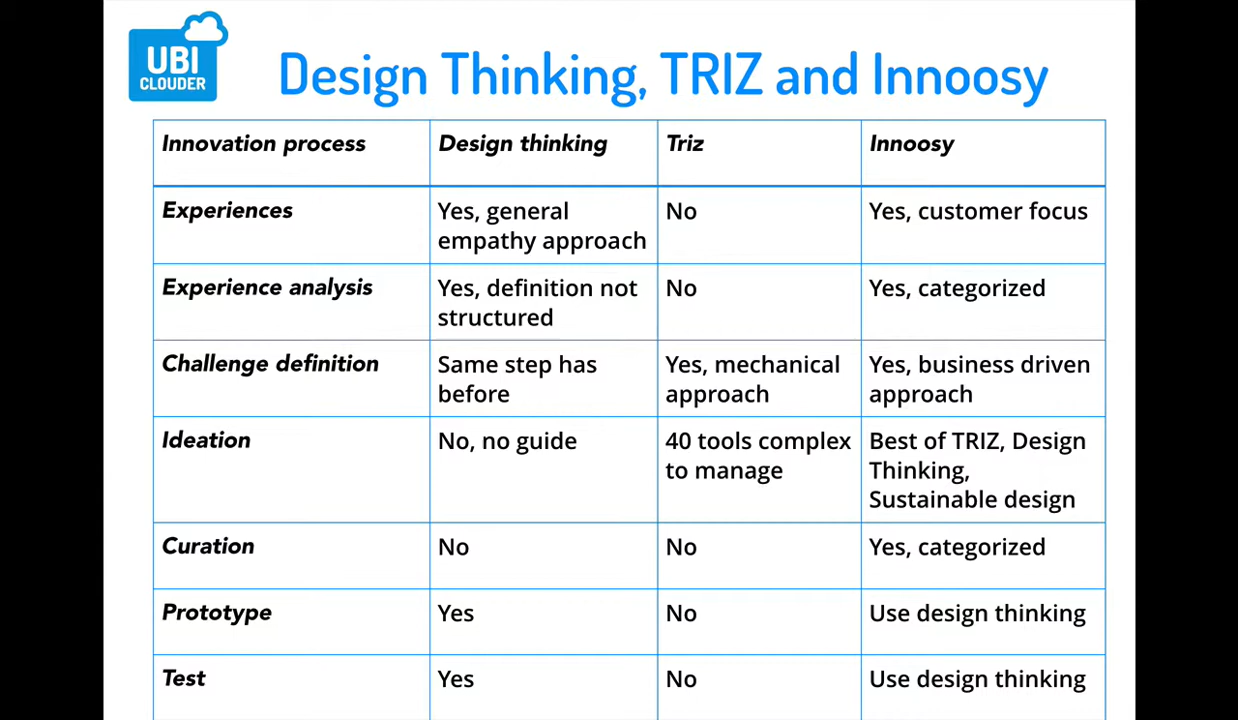 UBI
CLOUDER
Design Thinking, TRIZ and Innoosy
Innovation process
Design thinking
Triz
Innoosy
Experiences
Yes, general
empathy approach
No
Yes, customer focus
Experience analysis
Yes, definition not
structured
No
Yes, categorized
Challenge definition
Same step has
before
Yes, mechanical
approach
Yes, business driven
approach
Ideation
No, no guide
40 tools complex
to manage
Best of TRIZ, Design
Thinking,
Sustainable design
Curation
No
No
Yes, categorized
Prototype
Yes
No
Use design thinking
Test
Yes
No
Use design thinking